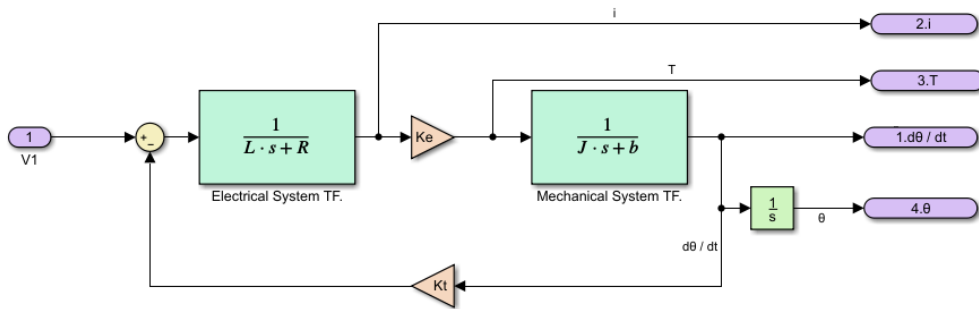 i
2.i
T
3.T
1
V1
+
−
1
L · s + R
Electrical System TF.
Ke
1
J · s + b
Mechanical System TF.
1.dθ / dt
1
s
θ
4.θ
dθ / dt
Kt